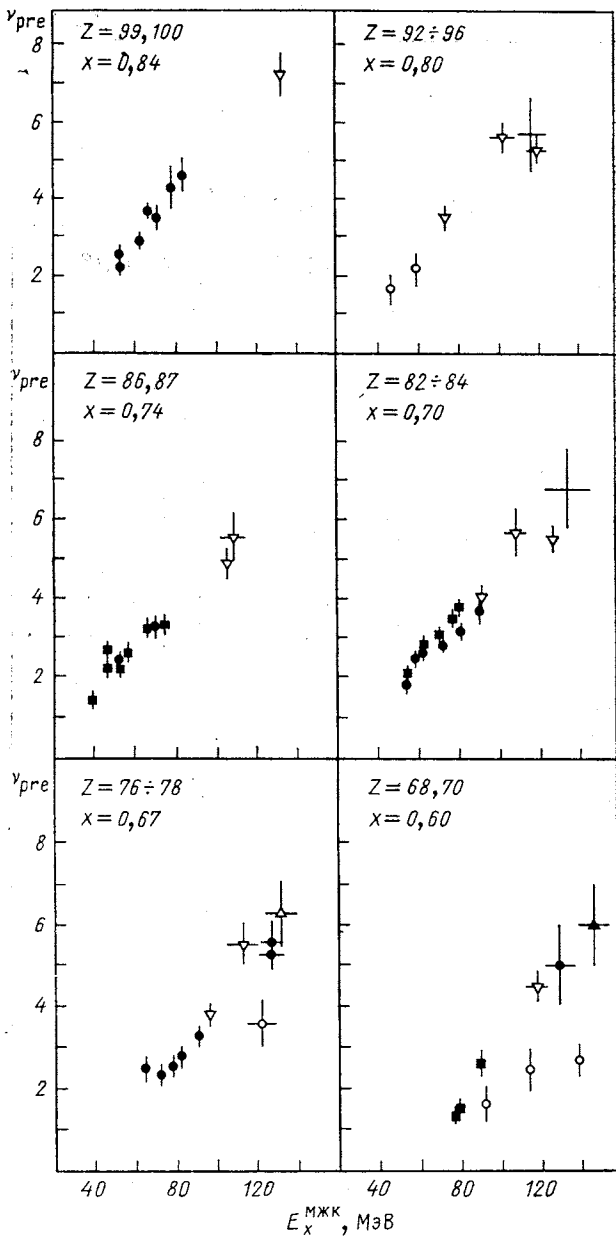 ν_pre
8
6
4
2
Z = 99, 100
x = 0,84
Z = 92 ÷ 96
x = 0,80
ν_pre
8
6
4
2
Z = 86, 87
x = 0,74
Z = 82 ÷ 84
x = 0,70
ν_pre
8
6
4
2
Z = 76 ÷ 78
x = 0,67
Z = 68, 70
x = 0,60
40 80 120 40 80 120
E_x^МЖК, МэВ